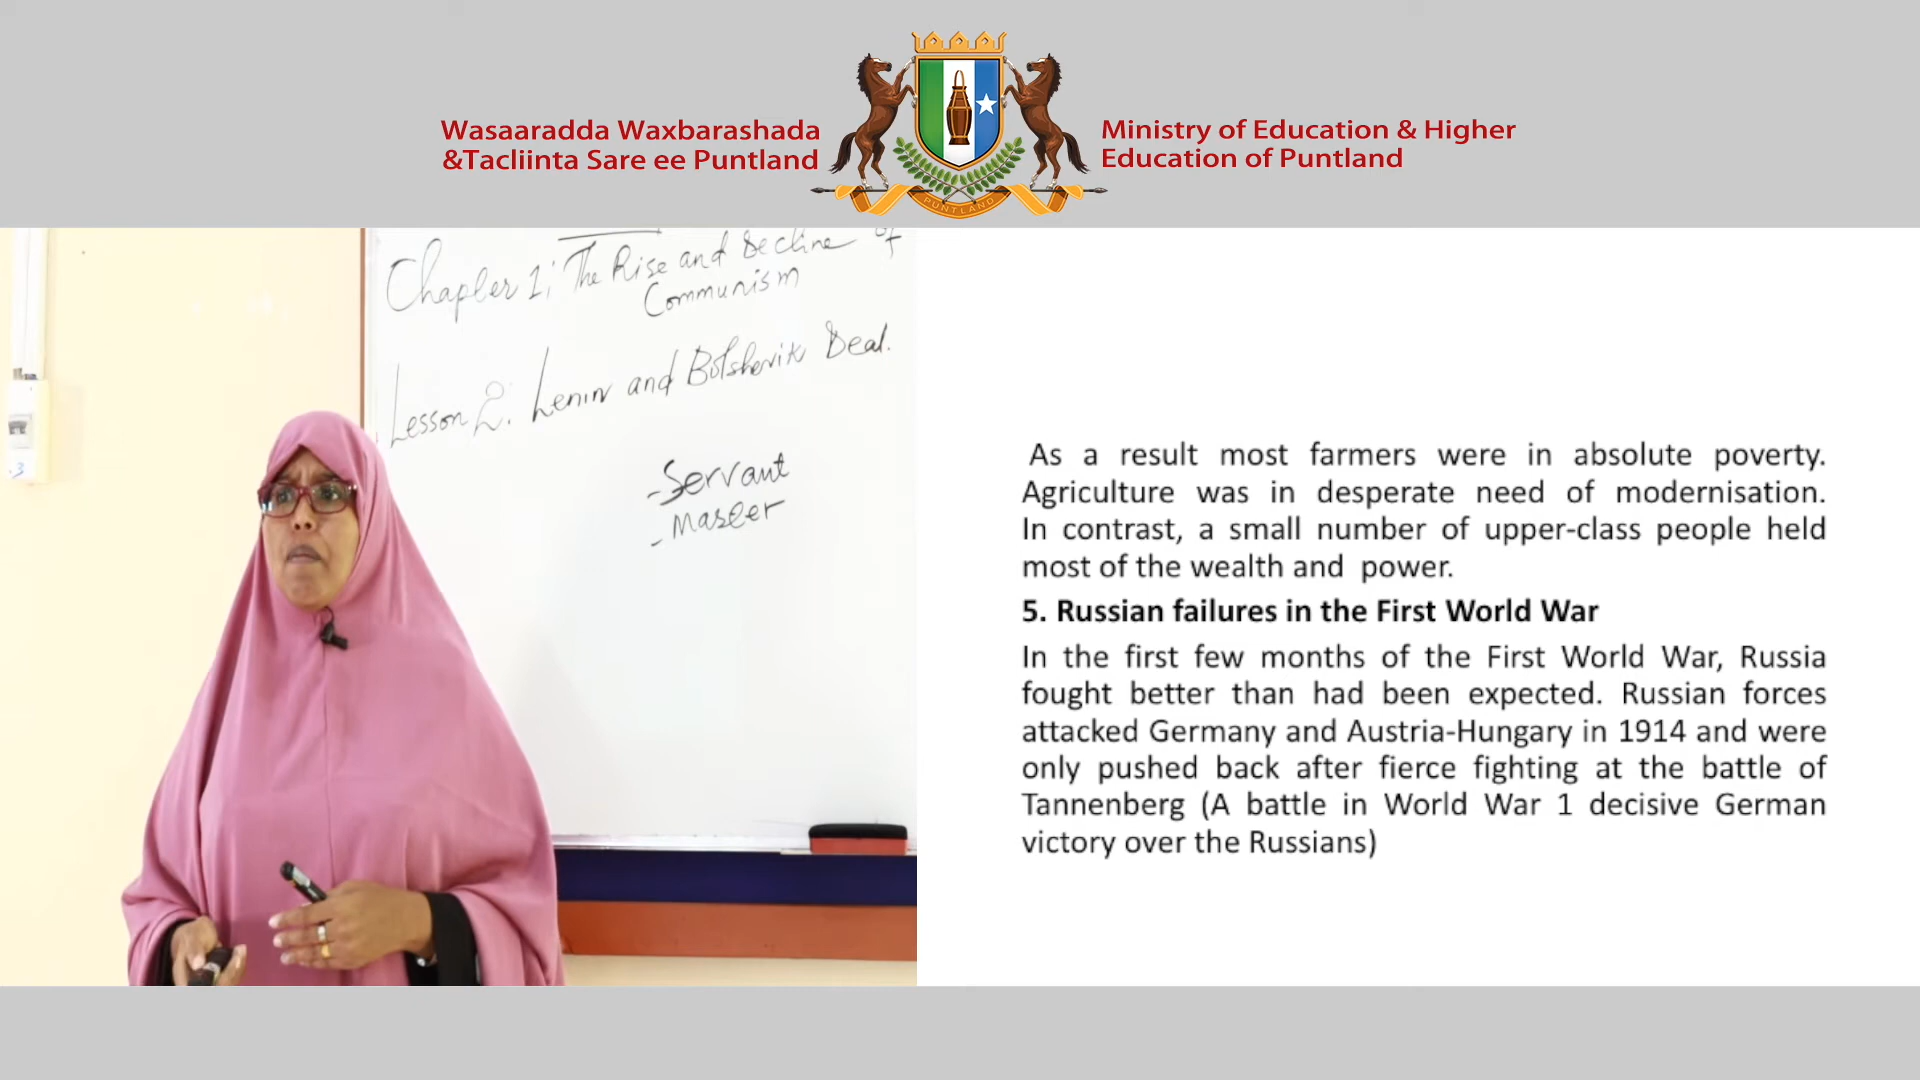 Wasaaradda Waxbarashada
&Tacliinta Sare ee Puntland
Ministry of Education & Higher
Education of Puntland
PUNTLAND
Chapter 1; The Rise and Decline of
Communism
Lesson 2: Lenin and Bolshevik Deal.
- Servant
- Master
As a result most farmers were in absolute poverty.
Agriculture was in desperate need of modernisation.
In contrast, a small number of upper-class people held
most of the wealth and power.
5. Russian failures in the First World War
In the first few months of the First World War, Russia
fought better than had been expected. Russian forces
attacked Germany and Austria-Hungary in 1914 and were
only pushed back after fierce fighting at the battle of
Tannenberg (A battle in World War 1 decisive German
victory over the Russians)